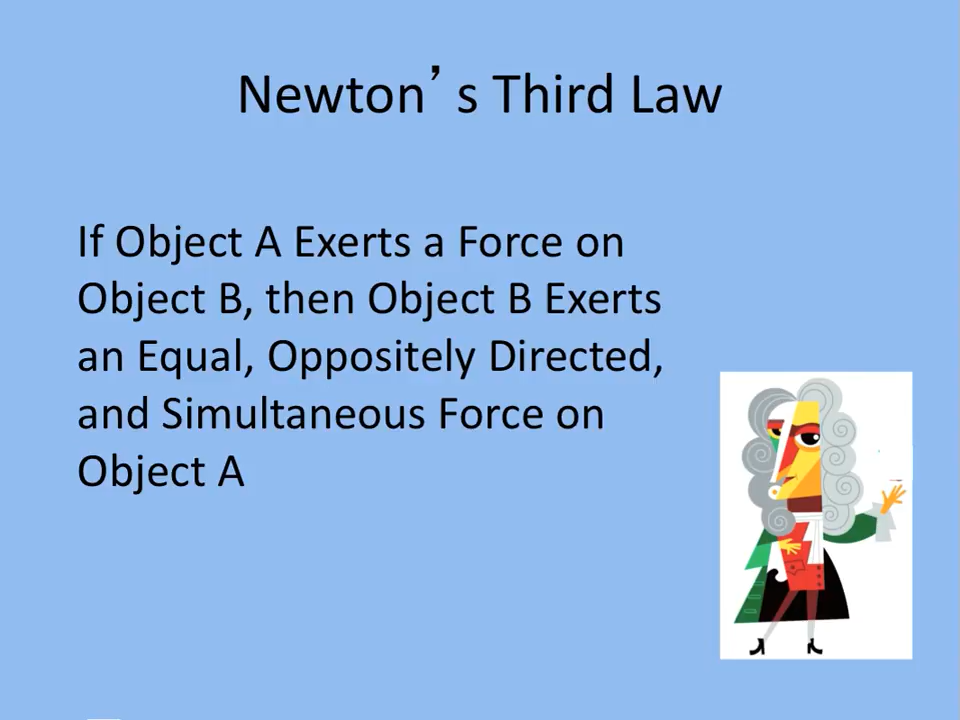 Newton’s Third Law
If Object A Exerts a Force on
Object B, then Object B Exerts
an Equal, Oppositely Directed,
and Simultaneous Force on
Object A